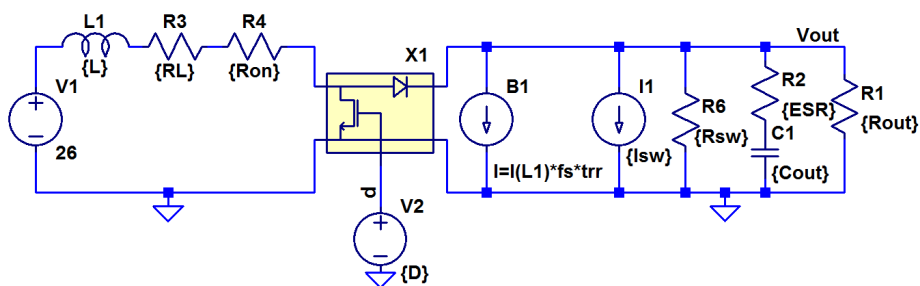 L1
R3
R4
{L}
{RL}
{Ron}
X1
Vout
V1
+
−
26
B1
I=I(L1)*fs*trr
I1
{Isw}
R6
{Rsw}
R2
{ESR}
C1
{Cout}
R1
{Rout}
d
V2
+
−
{D}